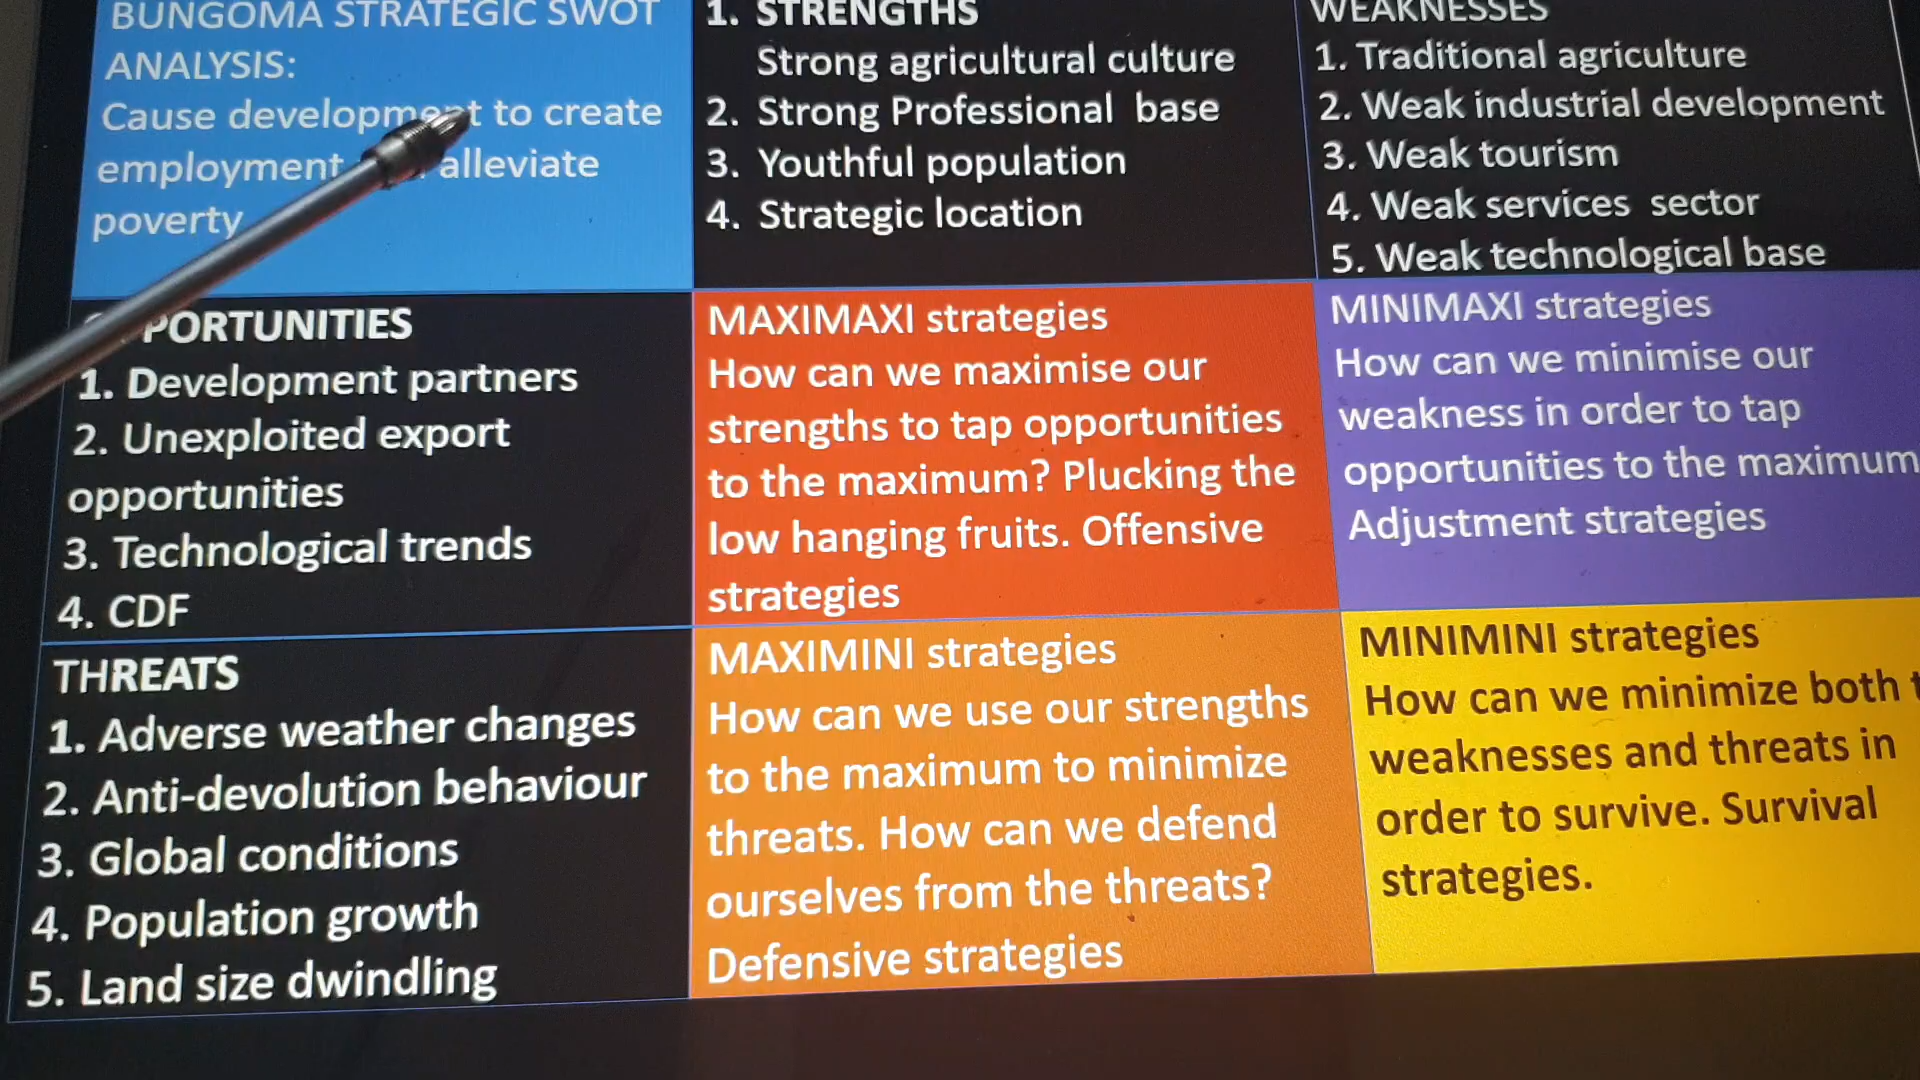 BUNGOMA STRATEGIC SWOT
ANALYSIS:
Cause development to create
employment alleviate
poverty
1. STRENGTHS
Strong agricultural culture
2. Strong Professional base
3. Youthful population
4. Strategic location
WEAKNESSES
1. Traditional agriculture
2. Weak industrial development
3. Weak tourism
4. Weak services sector
5. Weak technological base
OPPORTUNITIES
1. Development partners
2. Unexploited export
opportunities
3. Technological trends
4. CDF
MAXIMAXI strategies
How can we maximise our
strengths to tap opportunities
to the maximum? Plucking the
low hanging fruits. Offensive
strategies
MINIMAXI strategies
How can we minimise our
weakness in order to tap
opportunities to the maximum
Adjustment strategies
THREATS
1. Adverse weather changes
2. Anti-devolution behaviour
3. Global conditions
4. Population growth
5. Land size dwindling
MAXIMINI strategies
How can we use our strengths
to the maximum to minimize
threats. How can we defend
ourselves from the threats?
Defensive strategies
MINIMINI strategies
How can we minimize both
weaknesses and threats in
order to survive. Survival
strategies.